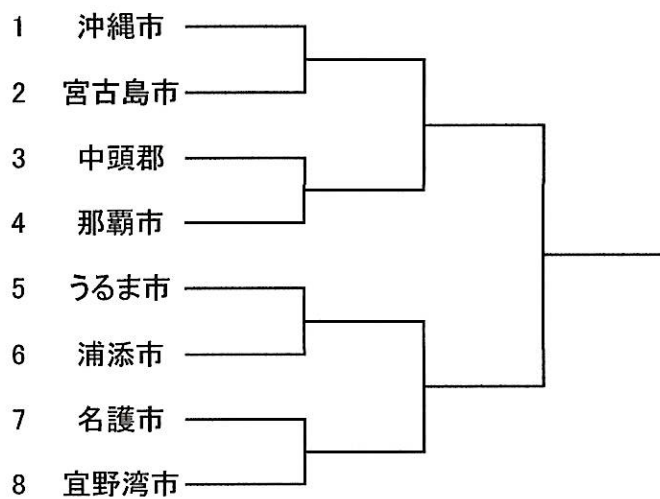 1 沖縄市
2 宮古島市
3 中頭郡
4 那覇市
5 うるま市
6 浦添市
7 名護市
8 宜野湾市